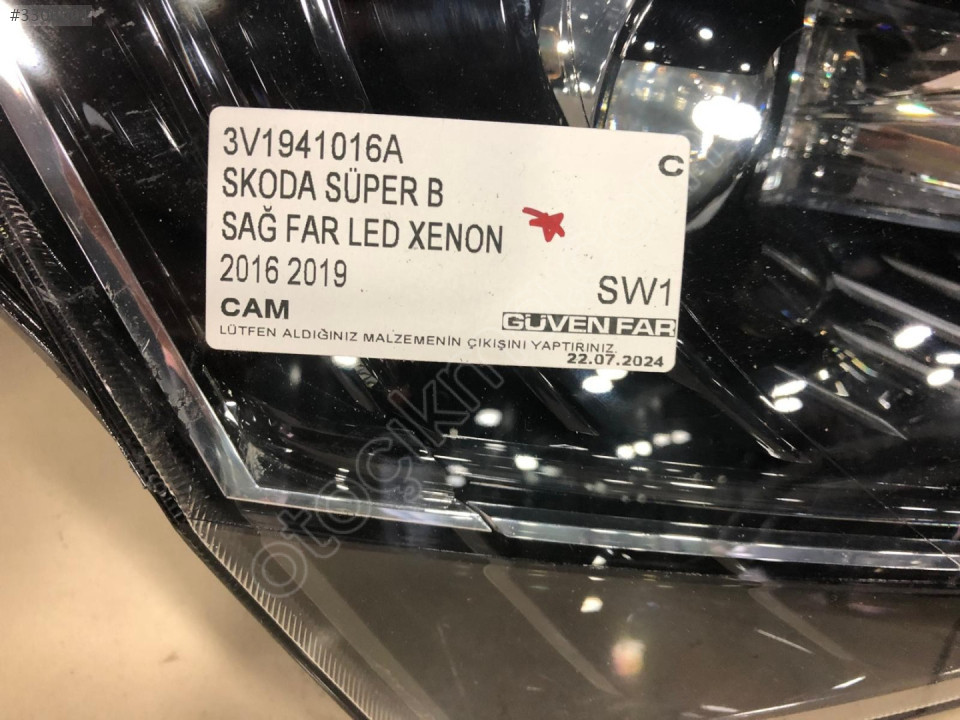 3V1941016A
C
SKODA SÜPER B
SAĞ FAR LED XENON
2016 2019
SW1
CAM
GÜVEN FAR
LÜTFEN ALDIĞINIZ MALZEMENİN ÇIKIŞINI YAPTIRINIZ
22.07.2024